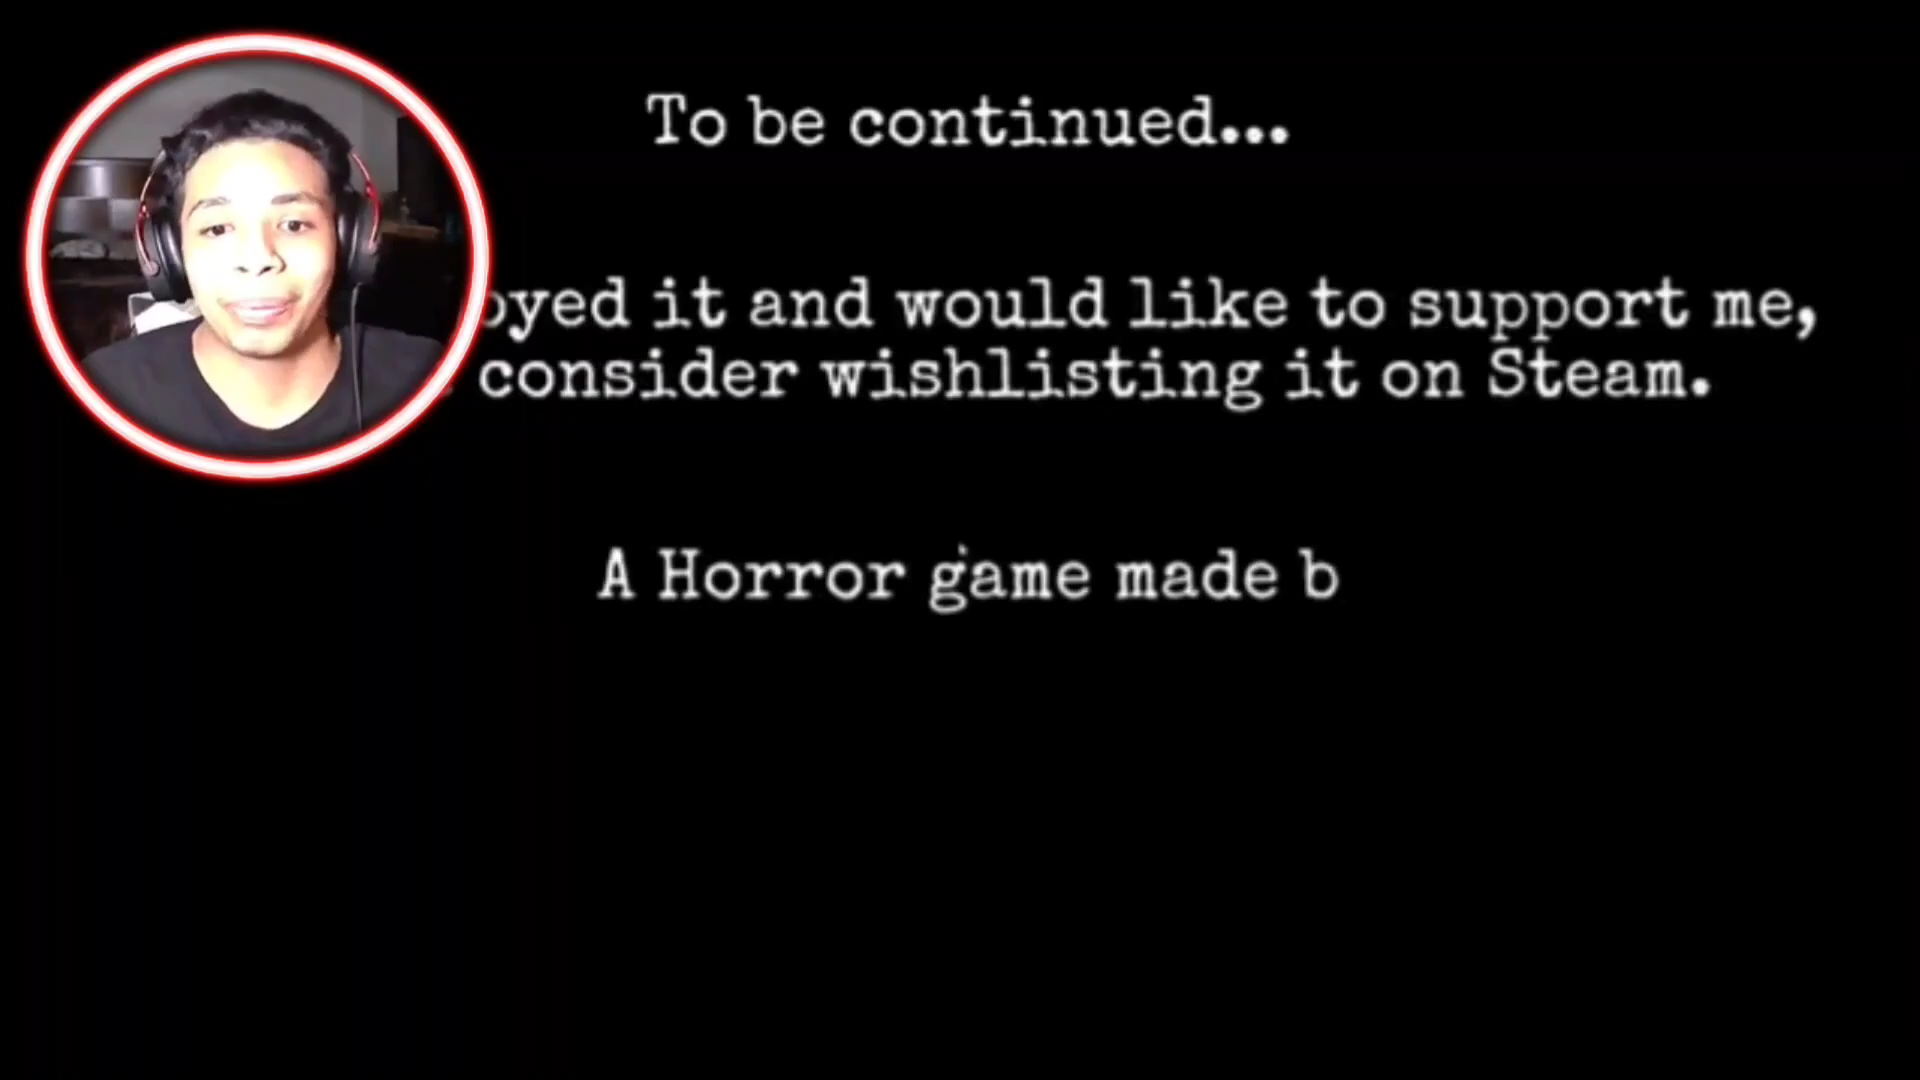 To be continued...
oyed it and would like to support me,
consider wishlisting it on Steam.
A Horror game made b